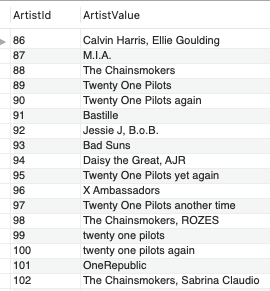 ArtistId ArtistValue
86 Calvin Harris, Ellie Goulding
87 M.I.A.
88 The Chainsmokers
89 Twenty One Pilots
90 Twenty One Pilots again
91 Bastille
92 Jessie J, B.o.B.
93 Bad Suns
94 Daisy the Great, AJR
95 Twenty One Pilots yet again
96 X Ambassadors
97 Twenty One Pilots another time
98 The Chainsmokers, ROZES
99 twenty one pilots
100 twenty one pilots again
101 OneRepublic
102 The Chainsmokers, Sabrina Claudio